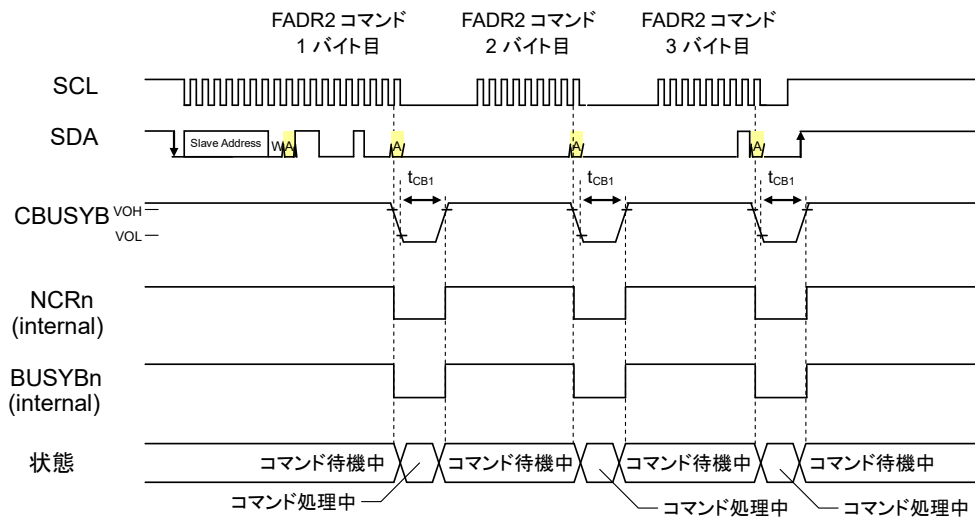 FADR2 コマンド
1 バイト目
FADR2 コマンド
2 バイト目
FADR2 コマンド
3 バイト目
SCL
SDA
Slave Address
W
A
A
A
A
tCB1
tCB1
tCB1
CBUSYB
VOH
VOL
NCRn
(internal)
BUSYBn
(internal)
状態
コマンド待機中
コマンド待機中
コマンド待機中
コマンド待機中
コマンド処理中
コマンド処理中
コマンド処理中